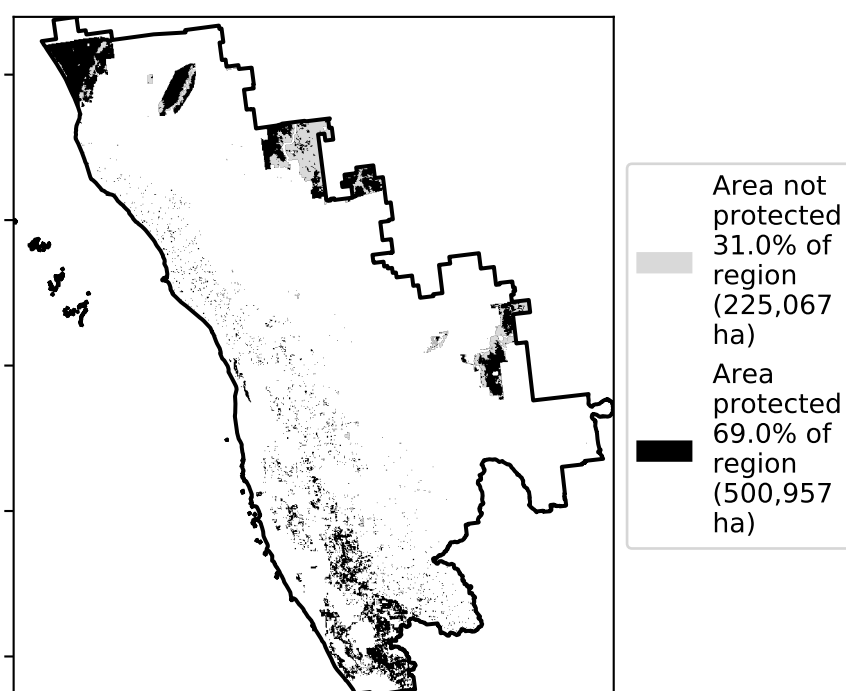 Area not
protected
31.0% of
region
(225,067
ha)
Area
protected
69.0% of
region
(500,957
ha)